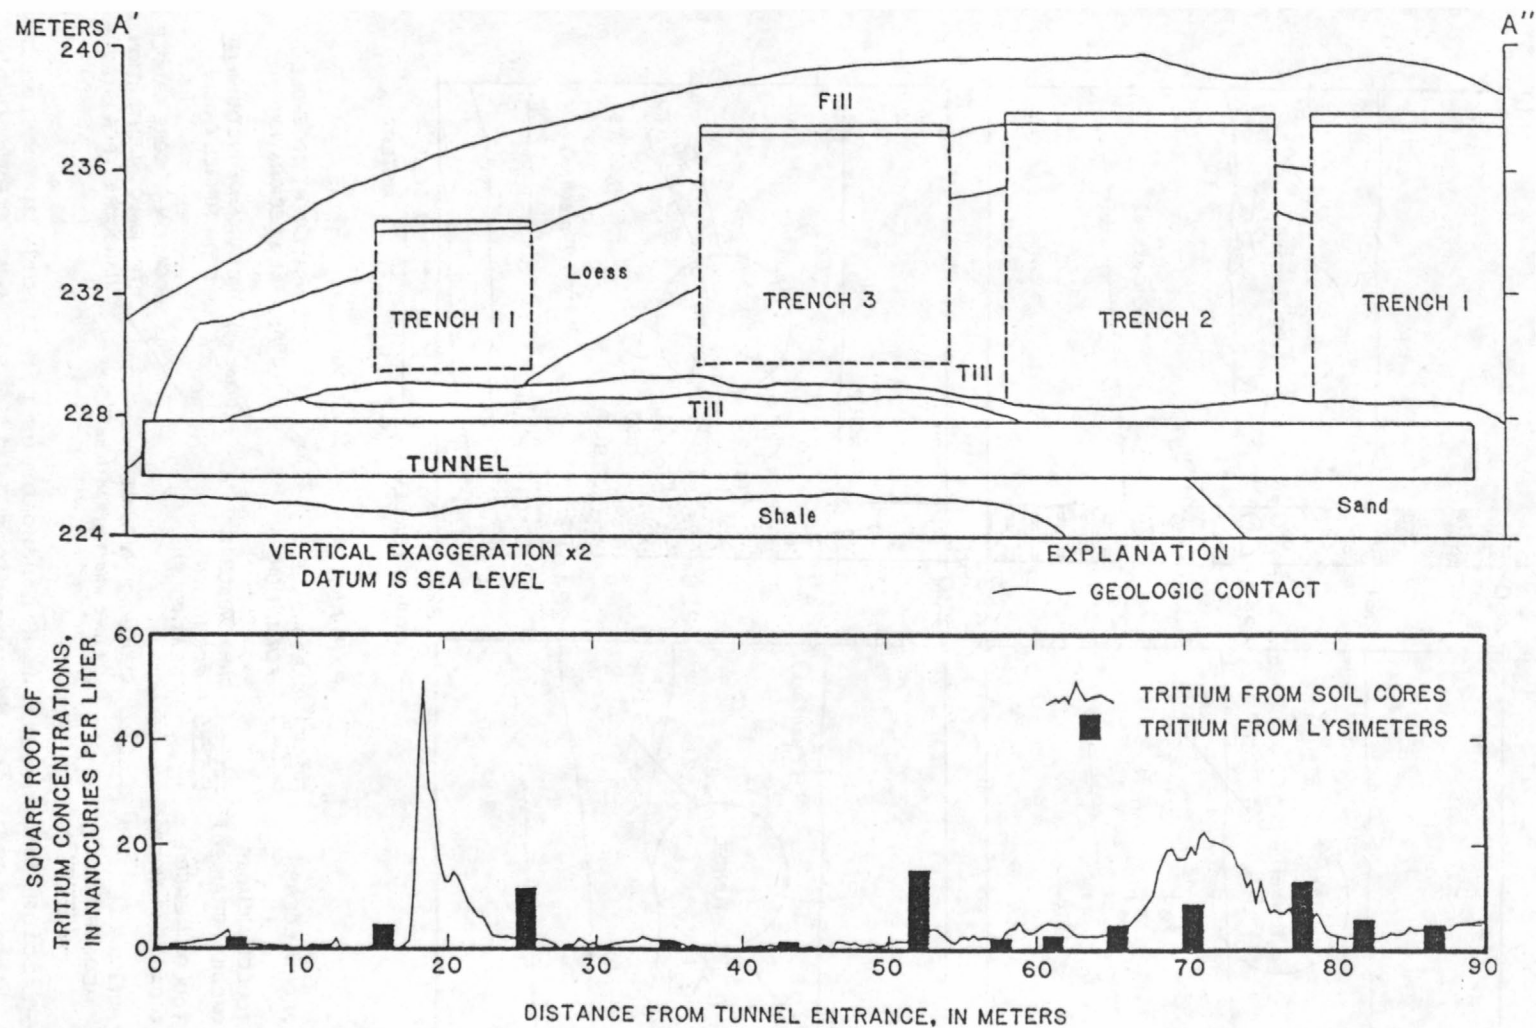 METERS A′ A″
240
236
232
228
224
Fill
Loess
TRENCH 3
TRENCH 11
TRENCH 2
TRENCH 1
Till
Till
TUNNEL
Shale
Sand
VERTICAL EXAGGERATION x2
DATUM IS SEA LEVEL
EXPLANATION
GEOLOGIC CONTACT
SQUARE ROOT OF
TRITIUM CONCENTRATIONS,
IN NANOCURIES PER LITER
60
40
20
0
TRITIUM FROM SOIL CORES
TRITIUM FROM LYSIMETERS
0 10 20 30 40 50 60 70 80 90
DISTANCE FROM TUNNEL ENTRANCE, IN METERS